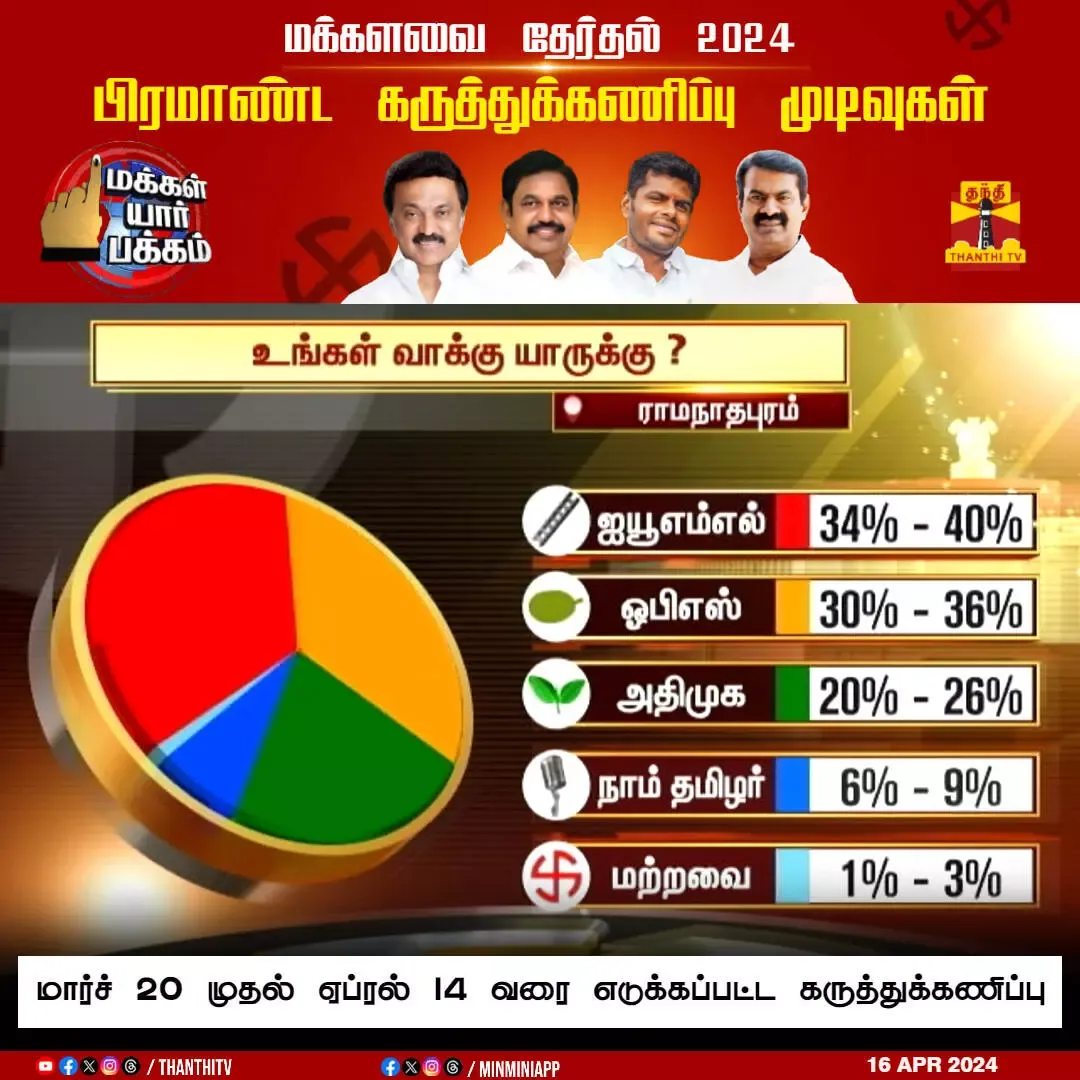 மக்களவை தேர்தல் 2024
பிரமாண்ட கருத்துக்கணிப்பு முடிவுகள்
மக்கள்
யார்
பக்கம்
தந்தி
THANTHI TV
உங்கள் வாக்கு யாருக்கு ?
ராமநாதபுரம்
ஐயூஎம்எல் 34% - 40%
ஓபிஎஸ் 30% - 36%
அதிமுக 20% - 26%
நாம் தமிழர் 6% - 9%
மற்றவை 1% - 3%
மார்ச் 20 முதல் ஏப்ரல் 14 வரை எடுக்கப்பட்ட கருத்துக்கணிப்பு
/ THANTHITV / MINMINIAPP 16 APR 2024